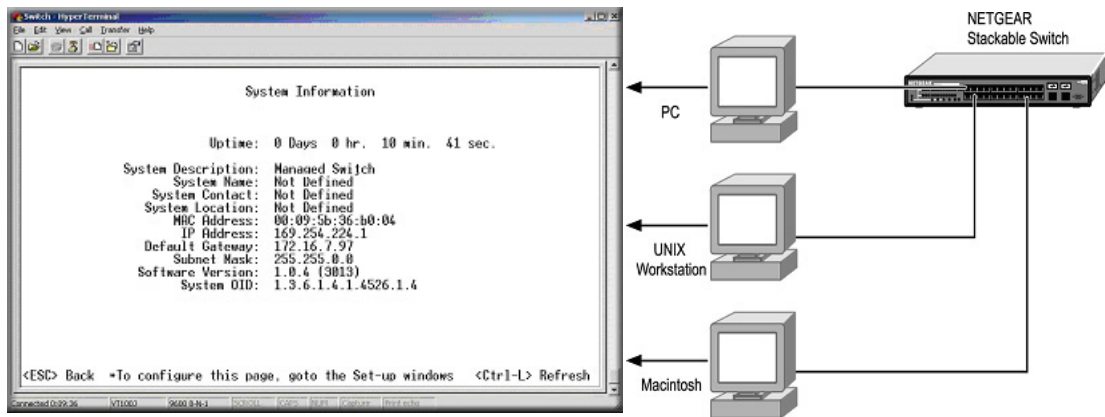 Switch - HyperTerminal
File Edit View Call Transfer Help
System Information
Uptime: 0 Days 0 hr. 10 min. 41 sec.
System Description: Managed Switch
System Name: Not Defined
System Contact: Not Defined
System Location: Not Defined
MAC Address: 00:09:5b:36:b0:04
IP Address: 169.254.224.1
Default Gateway: 172.16.7.97
Subnet Mask: 255.255.0.0
Software Version: 1.0.4 (3013)
System OID: 1.3.6.1.4.1.4526.1.4
<ESC> Back *To configure this page, goto the Set-up windows <Ctrl-L> Refresh
Connected 0:09:36 VT100J 9600 8-N-1 SCROLL CAPS NUM Capture Print echo
NETGEAR
Stackable Switch
NETGEAR
PC
UNIX
Workstation
Macintosh